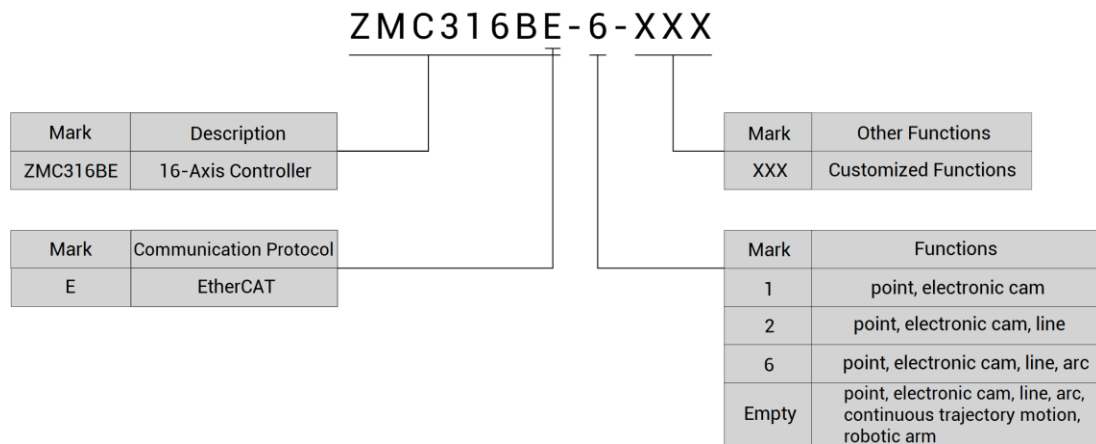 ZMC316BE-6-XXX
Mark Description
ZMC316BE 16-Axis Controller
Mark Communication Protocol
E EtherCAT
Mark Other Functions
XXX Customized Functions
Mark Functions
1 point, electronic cam
2 point, electronic cam, line
6 point, electronic cam, line, arc
Empty point, electronic cam, line, arc,
continuous trajectory motion,
robotic arm